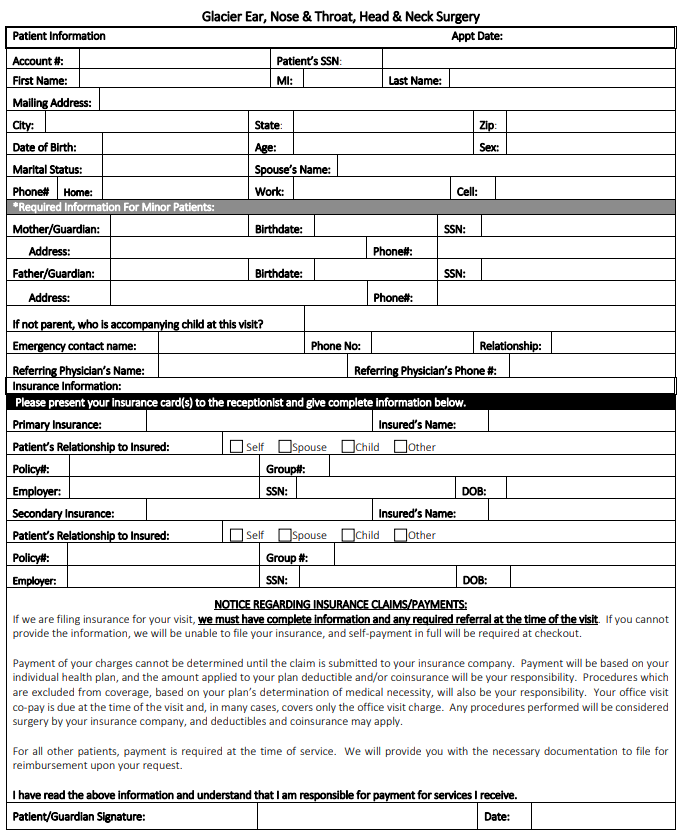 Glacier Ear, Nose & Throat, Head & Neck Surgery
Patient Information Appt Date:
Account #: Patient's SSN:
First Name: MI: Last Name:
Mailing Address:
City: State: Zip:
Date of Birth: Age: Sex:
Marital Status: Spouse's Name:
Phone# Home: Work: Cell:
*Required Information For Minor Patients:
Mother/Guardian: Birthdate: SSN:
Address: Phone#:
Father/Guardian: Birthdate: SSN:
Address: Phone#:
If not parent, who is accompanying child at this visit?
Emergency contact name: Phone No: Relationship:
Referring Physician's Name: Referring Physician's Phone #:
Insurance Information:
Please present your insurance card(s) to the receptionist and give complete information below.
Primary Insurance: Insured's Name:
Patient's Relationship to Insured: Self Spouse Child Other
Policy#: Group#:
Employer: SSN: DOB:
Secondary Insurance: Insured's Name:
Patient's Relationship to Insured: Self Spouse Child Other
Policy#: Group #:
Employer: SSN: DOB:
NOTICE REGARDING INSURANCE CLAIMS/PAYMENTS:
If we are filing insurance for your visit, we must have complete information and any required referral at the time of the visit. If you cannot
provide the information, we will be unable to file your insurance, and self-payment in full will be required at checkout.
Payment of your charges cannot be determined until the claim is submitted to your insurance company. Payment will be based on your
individual health plan, and the amount applied to your plan deductible and/or coinsurance will be your responsibility. Procedures which
are excluded from coverage, based on your plan's determination of medical necessity, will also be your responsibility. Your office visit
co-pay is due at the time of the visit and, in many cases, covers only the office visit charge. Any procedures performed will be considered
surgery by your insurance company, and deductibles and coinsurance may apply.
For all other patients, payment is required at the time of service. We will provide you with the necessary documentation to file for
reimbursement upon your request.
I have read the above information and understand that I am responsible for payment for services I receive.
Patient/Guardian Signature: Date: